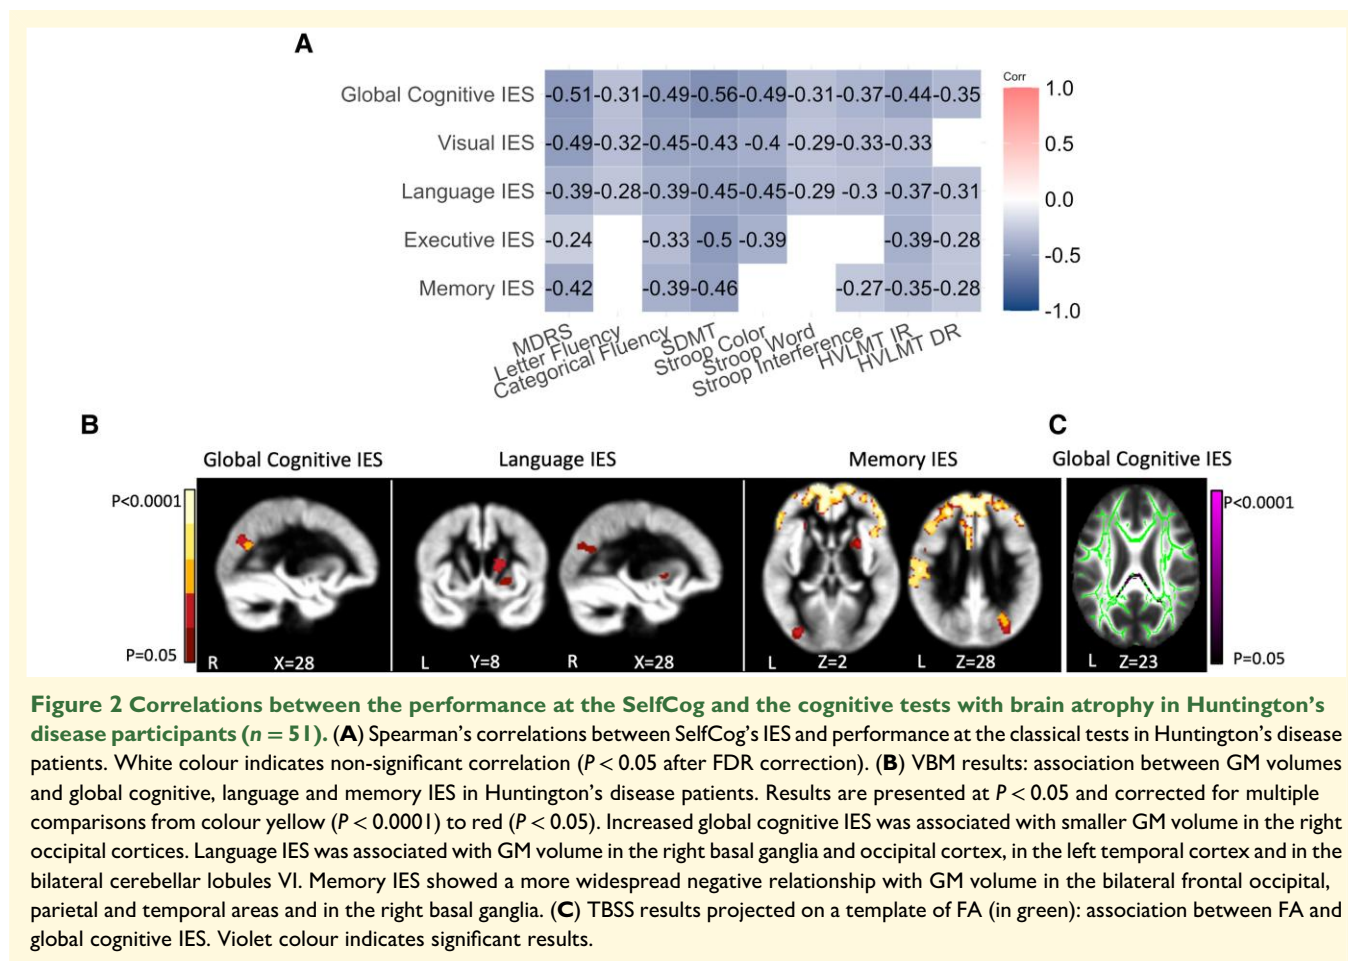 A
Global Cognitive IES -0.51 -0.31 -0.49 -0.56 -0.49 -0.31 -0.37 -0.44 -0.35
Visual IES -0.49 -0.32 -0.45 -0.43 -0.4 -0.29 -0.33 -0.33
Language IES -0.39 -0.28 -0.39 -0.45 -0.45 -0.29 -0.3 -0.37 -0.31
Executive IES -0.24 -0.33 -0.5 -0.39 -0.39 -0.28
Memory IES -0.42 -0.39 -0.46 -0.27 -0.35 -0.28
MDRS
Letter Fluency
Categorical Fluency
SDMT
Stroop Color
Stroop Word
Stroop Interference
HVLMT IR
HVLMT DR
Corr
1.0
0.5
0.0
-0.5
-1.0
B
Global Cognitive IES
Language IES
Memory IES
P<0.0001
P=0.05
R X=28
L Y=8
R X=28
L Z=2
L Z=28
C
Global Cognitive IES
P<0.0001
P=0.05
L Z=23
Figure 2 Correlations between the performance at the SelfCog and the cognitive tests with brain atrophy in Huntington's
disease participants (n = 51). (A) Spearman's correlations between SelfCog's IES and performance at the classical tests in Huntington's disease
patients. White colour indicates non-significant correlation (P < 0.05 after FDR correction). (B) VBM results: association between GM volumes
and global cognitive, language and memory IES in Huntington's disease patients. Results are presented at P < 0.05 and corrected for multiple
comparisons from colour yellow (P < 0.0001) to red (P < 0.05). Increased global cognitive IES was associated with smaller GM volume in the right
occipital cortices. Language IES was associated with GM volume in the right basal ganglia and occipital cortex, in the left temporal cortex and in the
bilateral cerebellar lobules VI. Memory IES showed a more widespread negative relationship with GM volume in the bilateral frontal occipital,
parietal and temporal areas and in the right basal ganglia. (C) TBSS results projected on a template of FA (in green): association between FA and
global cognitive IES. Violet colour indicates significant results.